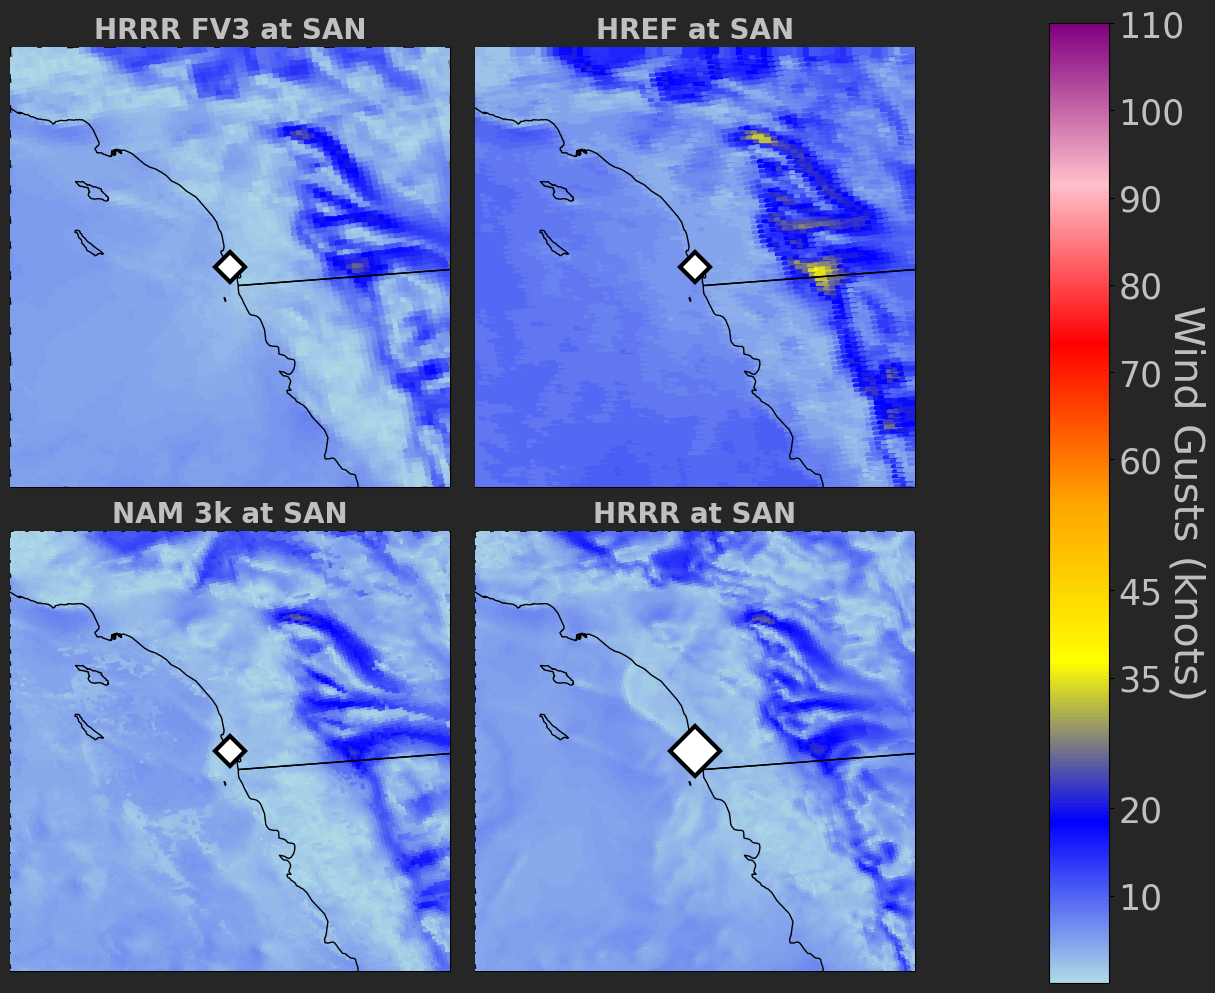 HRRR FV3 at SAN
HREF at SAN
NAM 3k at SAN
HRRR at SAN
110
100
90
80
70
60
45
35
20
10
Wind Gusts (knots)